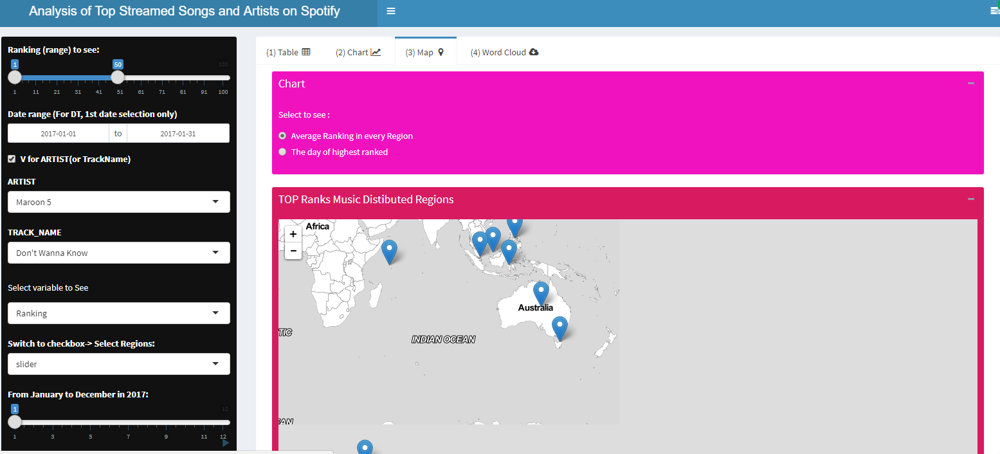 Analysis of Top Streamed Songs and Artists on Spotify
Ranking (range) to see:
1 50 100
1 11 21 31 41 51 61 71 81 91 100
Date range (For DT, 1st date selection only)
2017-01-01 to 2017-01-31
V for ARTIST(or TrackName)
ARTIST
Maroon 5
TRACK_NAME
Don't Wanna Know
Select variable to See
Ranking
Switch to checkbox-> Select Regions:
slider
From January to December in 2017:
1 12
1 3 5 7 9 11 12
(1) Table (2) Chart (3) Map (4) Word Cloud
Chart
Select to see :
Average Ranking in every Region
The day of highest ranked
TOP Ranks Music Distibuted Regions
+
−
Africa
Australia
TIC
INDIAN OCEAN
EAN